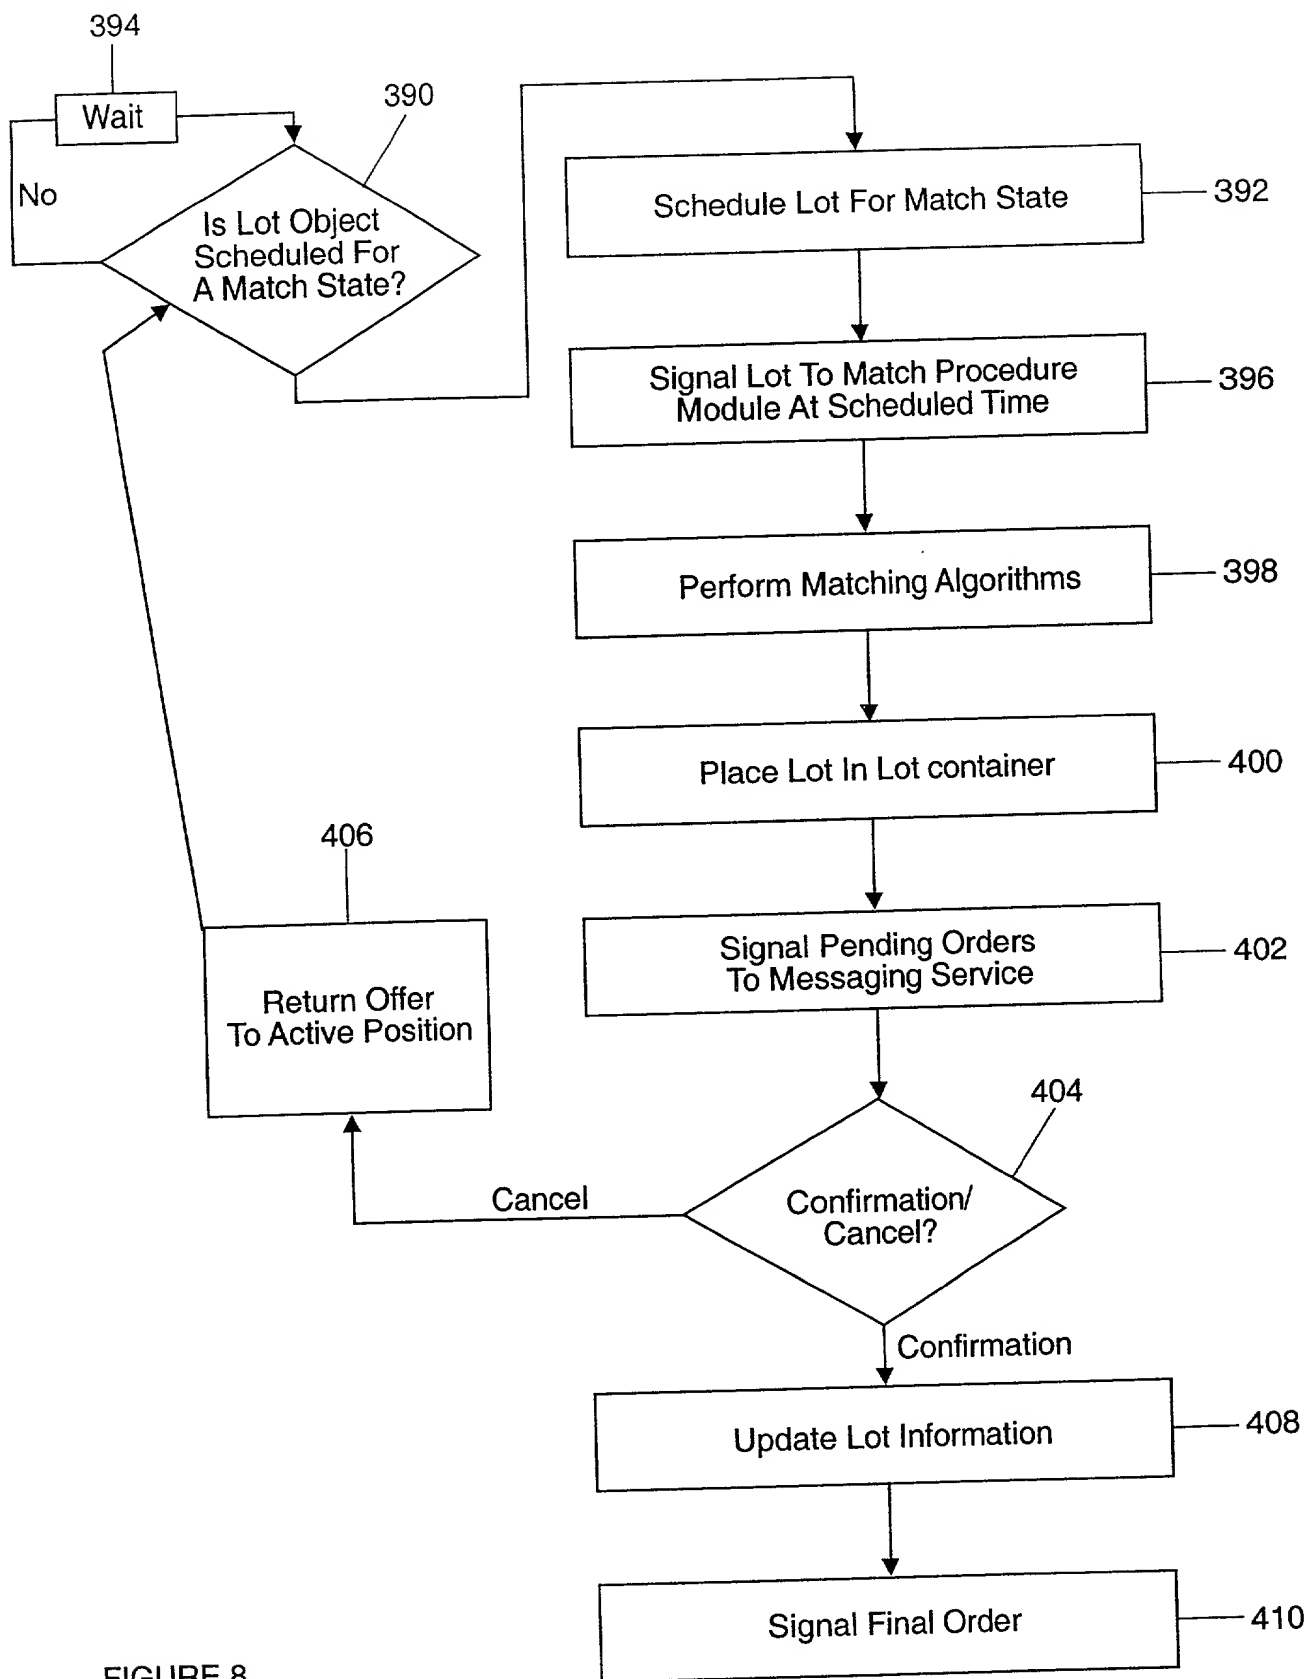 394
Wait
390
No
Is Lot Object
Scheduled For
A Match State?
Schedule Lot For Match State
392
Signal Lot To Match Procedure
Module At Scheduled Time
396
Perform Matching Algorithms
398
Place Lot In Lot container
400
406
Return Offer
To Active Position
Signal Pending Orders
To Messaging Service
402
404
Confirmation/
Cancel?
Cancel
Confirmation
Update Lot Information
408
Signal Final Order
410
FIGURE 8